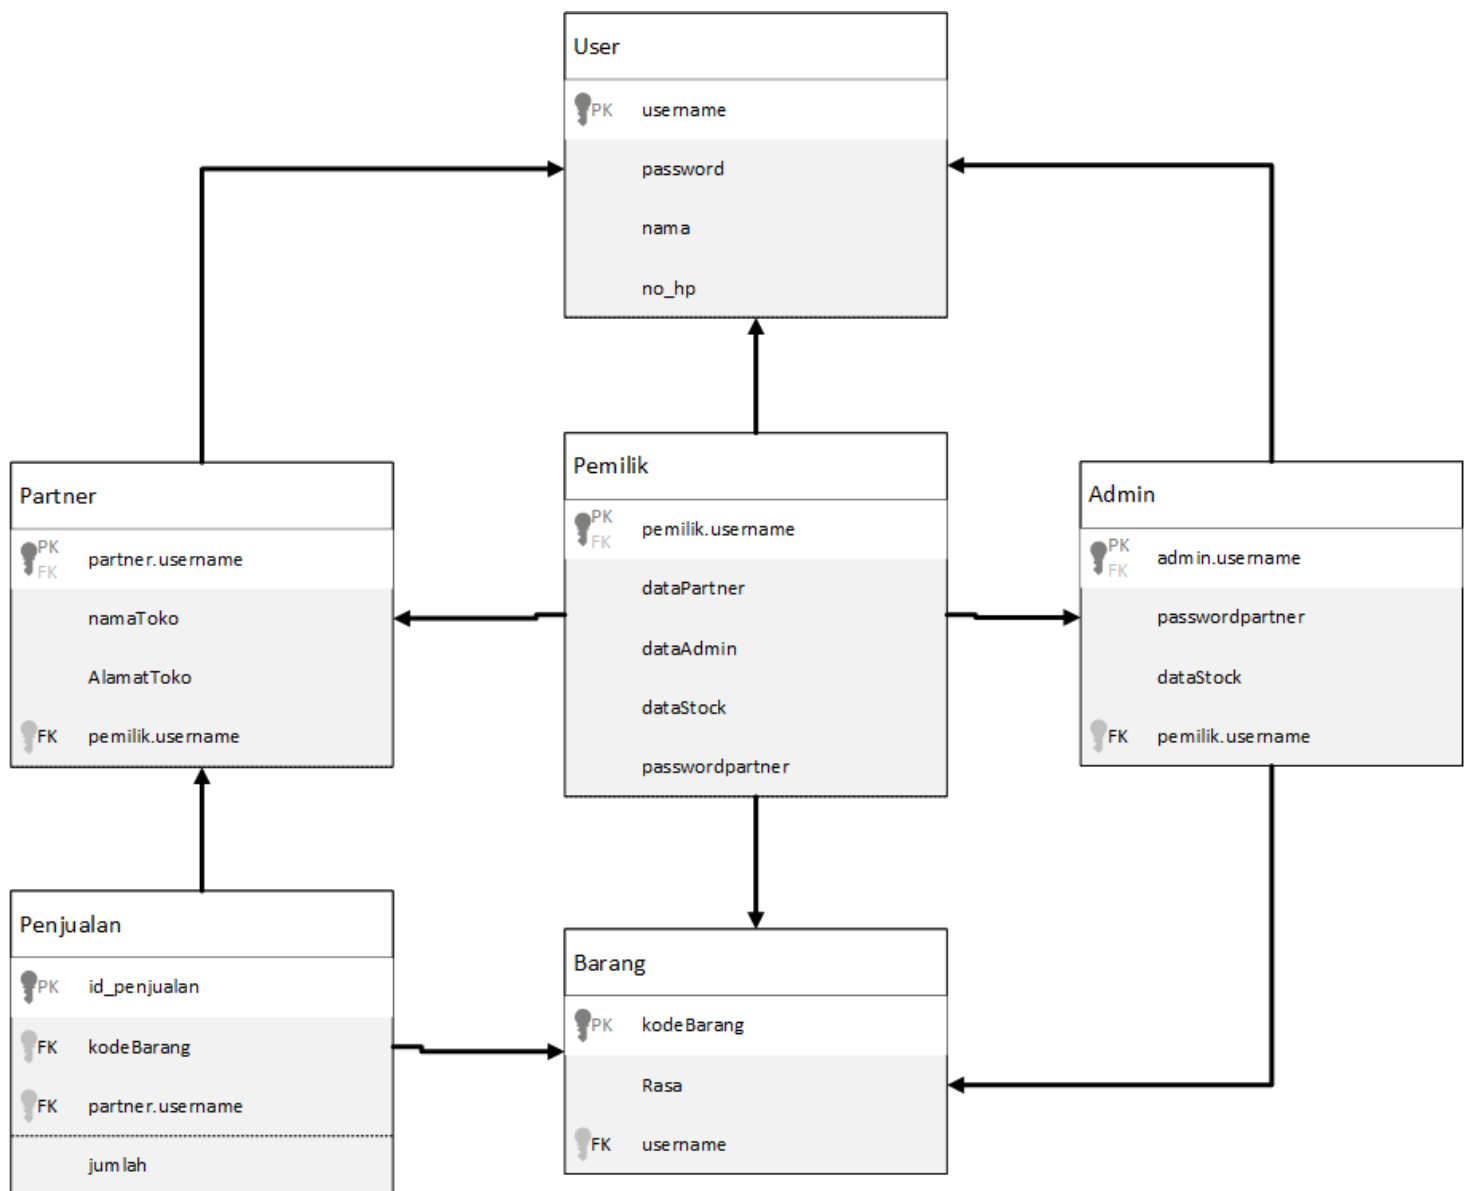 User
PK username
password
nama
no_hp
Partner
PK
FK partner.username
namaToko
AlamatToko
FK pemilik.username
Pemilik
PK
FK pemilik.username
dataPartner
dataAdmin
dataStock
passwordpartner
Admin
PK
FK admin.username
passwordpartner
dataStock
FK pemilik.username
Penjualan
PK id_penjualan
FK kodeBarang
FK partner.username
jumlah
Barang
PK kodeBarang
Rasa
FK username